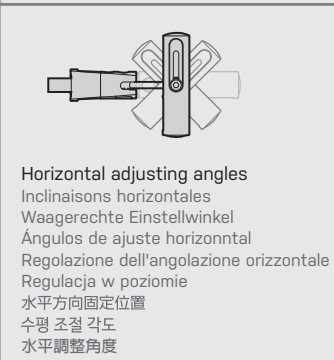 Horizontal adjusting angles
Inclinaisons horizontales
Waagerechte Einstellwinkel
Ángulos de ajuste horizonntal
Regolazione dell'angolazione orizzontale
Regulacja w poziomie
水平方向固定位置
수평 조절 각도
水平調整角度